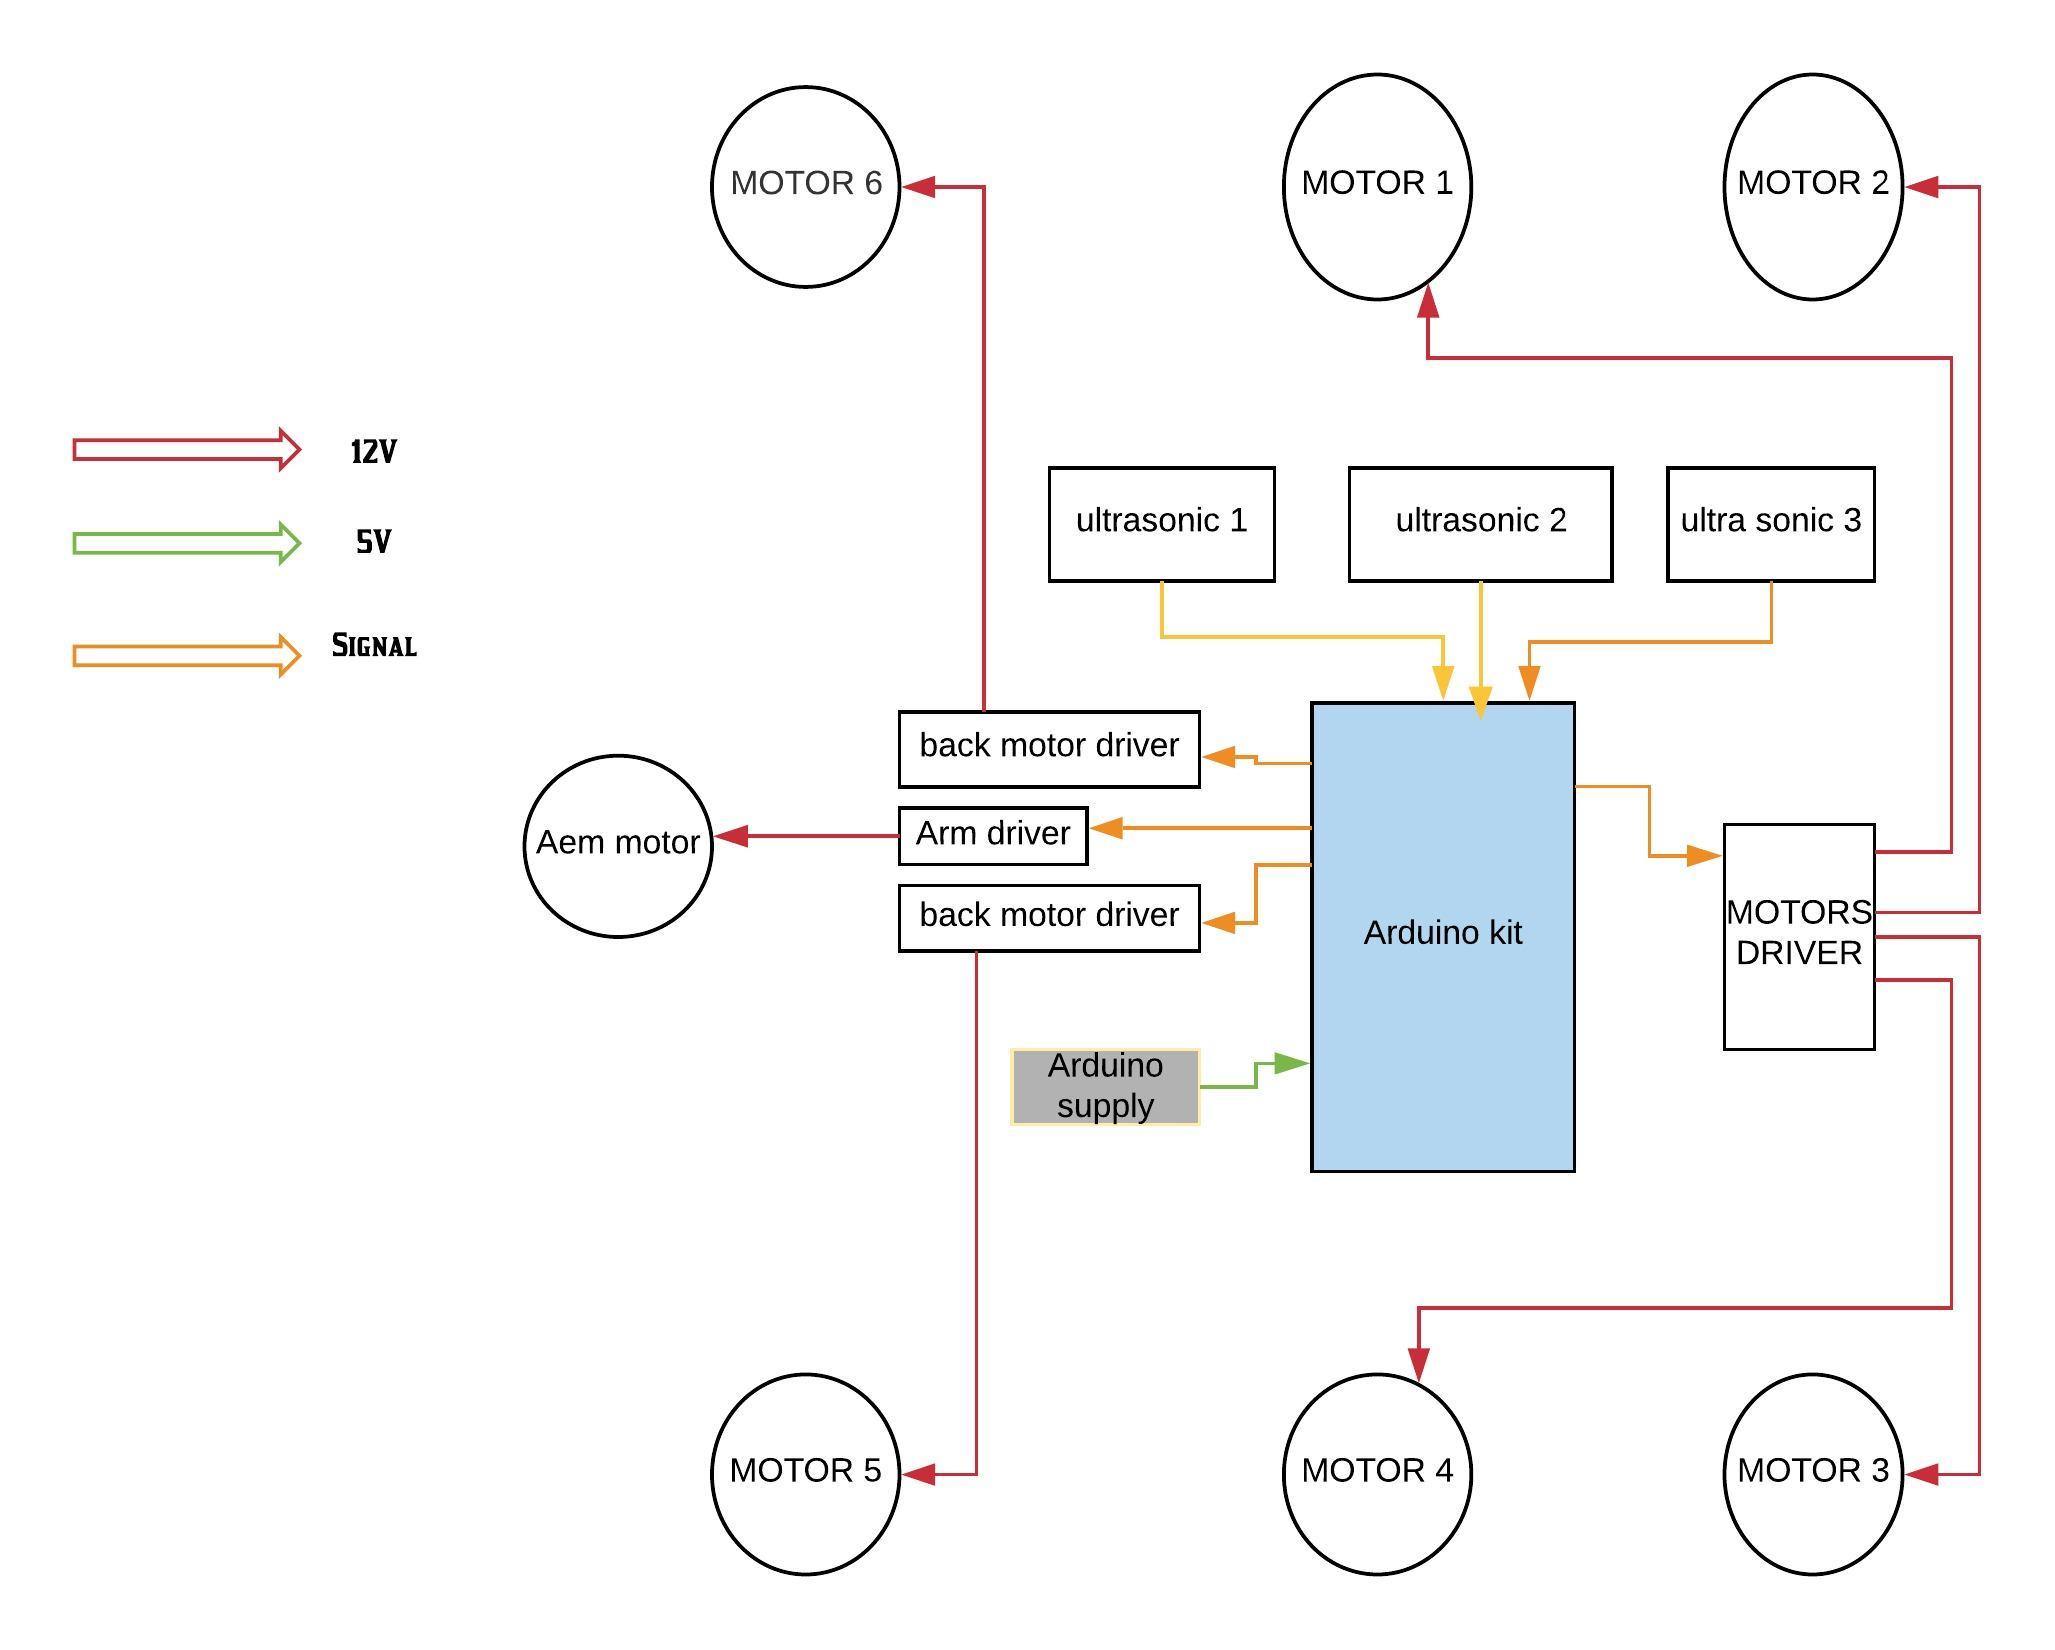 MOTOR 6
MOTOR 1
MOTOR 2
12V
5V
Signal
ultrasonic 1
ultrasonic 2
ultra sonic 3
back motor driver
Arm driver
back motor driver
Aem motor
Arduino kit
MOTORS
DRIVER
Arduino
supply
MOTOR 5
MOTOR 4
MOTOR 3